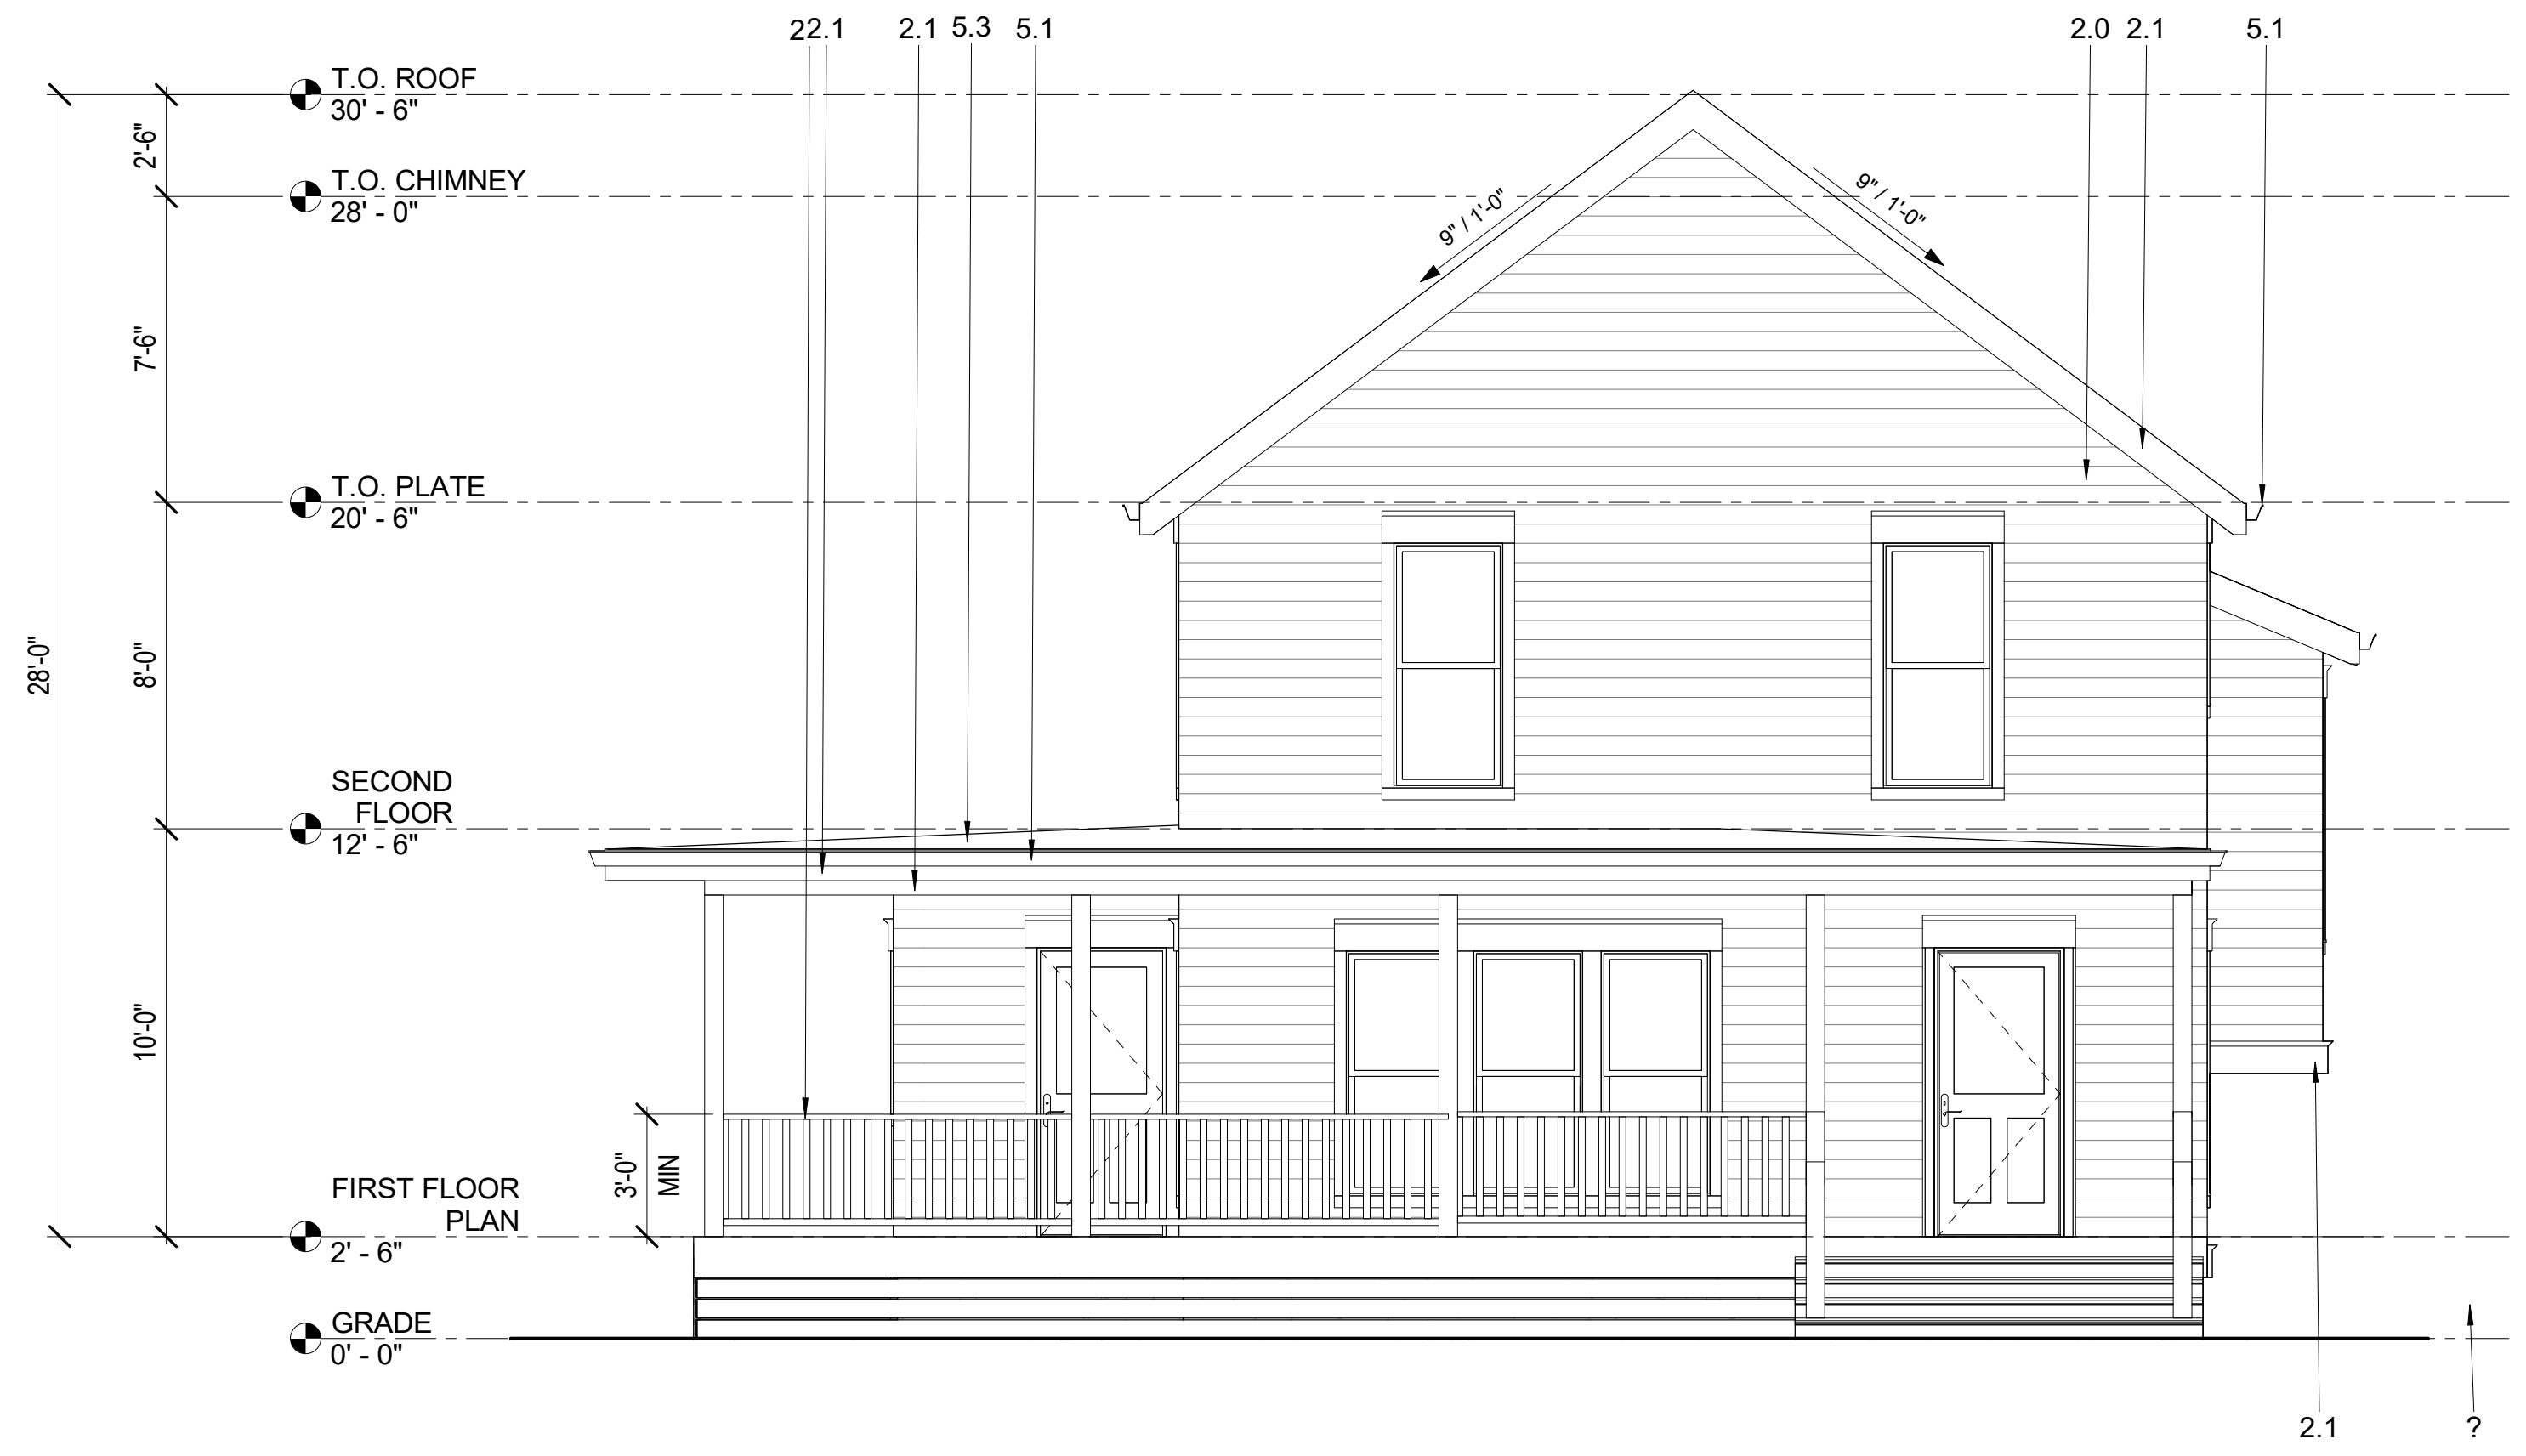 22.1 2.1 5.3 5.1 2.0 2.1 5.1
T.O. ROOF
30' - 6"
2'-6"
T.O. CHIMNEY
28' - 0"
9" / 1'-0"
9" / 1'-0"
7'-6"
T.O. PLATE
20' - 6"
28'-0"
8'-0"
SECOND
FLOOR
12' - 6"
10'-0"
3'-0"
MIN
FIRST FLOOR
PLAN
2' - 6"
GRADE
0' - 0"
2.1 ?